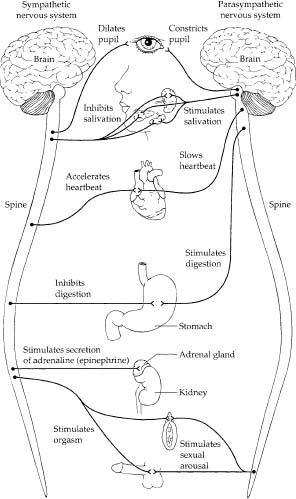 Sympathetic
nervous system
Dilates
pupil
Constricts
pupil
Parasympathetic
nervous system
Brain
Brain
Inhibits
salivation
Stimulates
salivation
Slows
heartbeat
Accelerates
heartbeat
Spine
Spine
Stimulates
digestion
Inhibits
digestion
Stomach
Stimulates secretion
of adrenaline (epinephrine)
Adrenal gland
Kidney
Stimulates
orgasm
Stimulates
sexual
arousal